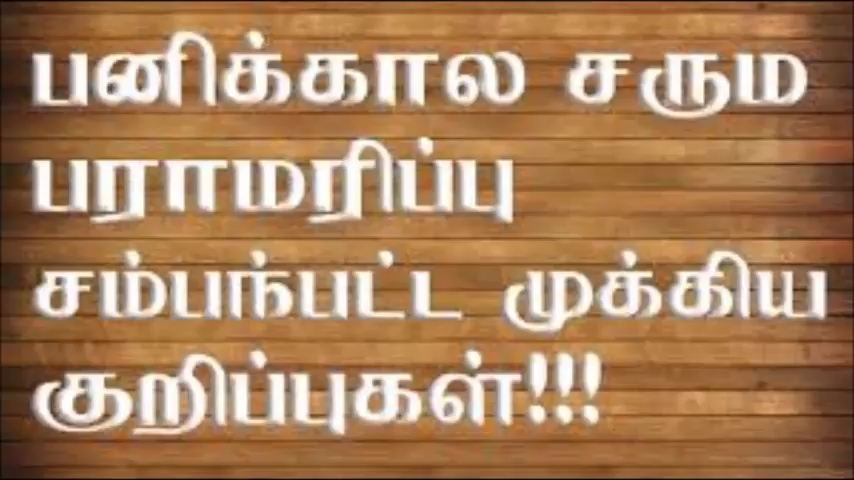 பனிக்கால சரும
பராமரிப்பு
சம்பந்பட்ட முக்கிய
குறிப்புகள்!!!